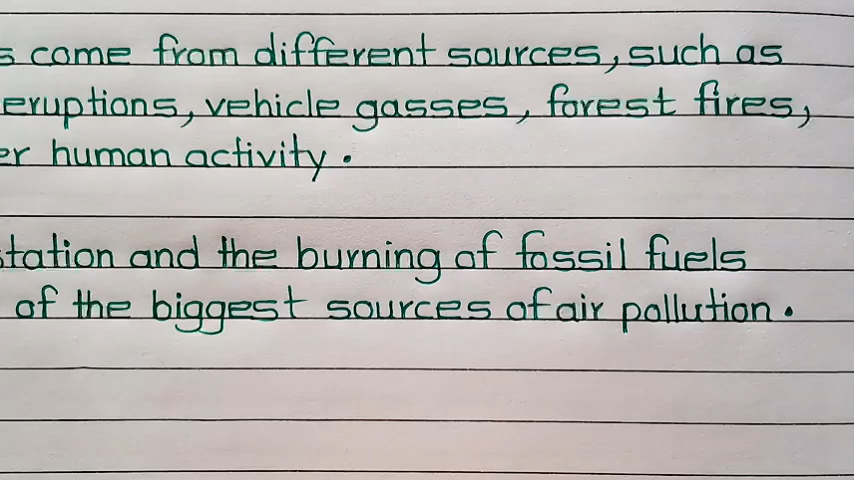 s come from different sources, such as
eruptions, vehicle gasses, forest fires,
er human activity.
station and the burning of fossil fuels
of the biggest sources of air pollution.